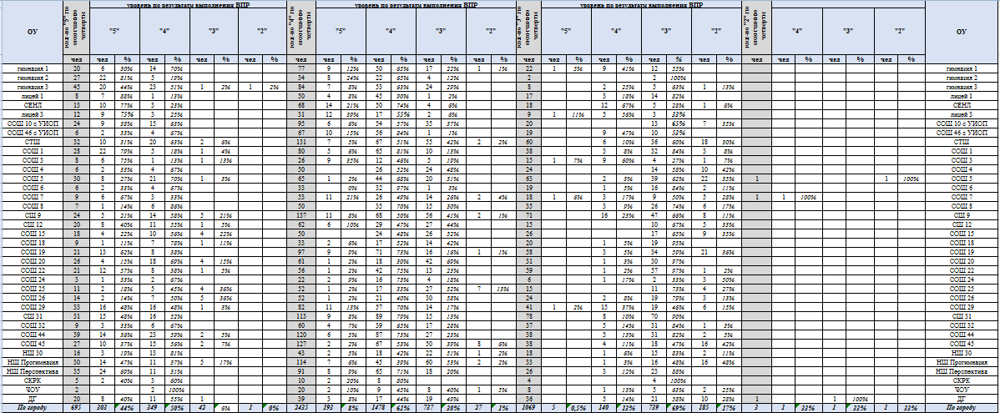 уровень по результатам выполнения ВПР уровень по результатам выполнения ВПР уровень по результатам выполнения ВПР
ОУ кол-во "5" по окончанию четверти "5" "4" "3" "2" кол-во "4" по окончанию четверти "5" "4" "3" "2" кол-во "3" по окончанию четверти "5" "4" "3" "2" кол-во "2" по окончанию четверти "4" "3" "2" ОУ
чел чел % чел % чел % чел % чел чел % чел % чел % чел % чел чел % чел % чел % чел % чел чел % чел % чел %
гимназия 1 20 6 30% 14 70% 77 9 12% 50 65% 17 22% 1 1% 22 1 5% 9 41% 12 55% гимназия 1
гимназия 2 27 22 81% 5 19% 34 8 24% 22 65% 4 12% 2 2 100% гимназия 2
гимназия 3 45 20 44% 23 51% 1 2% 1 2% 84 7 8% 53 63% 24 29% 8 2 25% 5 63% 1 13% гимназия 3
лицей 1 8 7 88% 1 13% 50 4 8% 45 90% 1 2% 17 3 18% 14 82% лицей 1
СЕНЛ 13 10 77% 3 23% 68 14 21% 50 74% 4 6% 18 12 67% 5 28% 1 6% СЕНЛ
лицей 3 12 9 75% 3 25% 31 12 39% 17 55% 2 6% 9 1 11% 5 56% 3 33% лицей 3
СОШ 10 с УИОП 24 9 38% 15 63% 95 6 6% 54 57% 35 37% 20 13 65% 7 35% СОШ 10 с УИОП
СОШ 46 с УИОП 6 2 33% 4 67% 67 10 15% 56 84% 1 1% 19 9 47% 10 53% СОШ 46 с УИОП
СТШ 32 10 31% 20 63% 2 6% 131 7 5% 67 51% 55 42% 2 2% 60 6 10% 36 60% 18 30% СТШ
СОШ 1 28 22 79% 5 18% 1 4% 80 5 6% 65 81% 10 13% 38 3 8% 32 84% 3 8% СОШ 1
СОШ 3 8 6 75% 1 13% 1 13% 26 9 35% 12 46% 5 19% 15 1 7% 9 60% 4 27% 1 7% СОШ 3
СОШ 4 6 2 33% 4 67% 50 26 52% 24 48% 24 14 58% 10 42% СОШ 4
СОШ 5 30 8 27% 21 70% 1 3% 65 1 2% 44 68% 20 31% 63 2 3% 39 62% 22 35% 1 1 100% СОШ 5
СОШ 6 6 2 33% 4 67% 33 0% 32 97% 1 3% 19 1 5% 16 84% 2 11% СОШ 6
СОШ 7 9 6 67% 3 33% 53 11 21% 26 49% 14 26% 2 4% 18 1 6% 3 17% 9 50% 5 28% 1 1 100% СОШ 7
СОШ 8 7 1 14% 6 86% 50 35 70% 15 30% 35 3 9% 26 74% 6 17% СОШ 8
СШ 9 24 5 21% 14 58% 5 21% 137 11 8% 68 50% 56 41% 2 1% 71 16 23% 47 66% 8 11% СШ 9
СШ 12 20 8 40% 11 55% 1 5% 62 6 10% 29 47% 27 44% 15 10 67% 5 33% СШ 12
СОШ 15 18 4 22% 10 56% 4 22% 50 24 48% 26 52% 26 17 65% 9 35% СОШ 15
СОШ 18 9 1 11% 7 78% 1 11% 33 2 6% 17 52% 14 42% 20 1 5% 19 95% СОШ 18
СОШ 19 21 13 62% 8 38% 97 9 9% 71 73% 16 16% 1 1% 58 3 5% 34 59% 21 36% СОШ 19
СОШ 20 26 4 15% 18 69% 4 15% 61 1 2% 18 30% 42 69% 31 1 3% 30 97% СОШ 20
СОШ 22 21 12 57% 8 38% 1 5% 56 1 2% 42 75% 13 23% 59 1 2% 57 97% 1 2% СОШ 22
СОШ 24 3 1 33% 2 67% 22 2 9% 16 73% 4 18% 6 1 17% 2 33% 3 50% СОШ 24
СОШ 25 11 2 18% 5 45% 4 36% 52 1 2% 17 33% 27 52% 7 13% 15 11 73% 4 27% СОШ 25
СОШ 26 14 2 14% 7 50% 5 36% 52 1 2% 21 40% 30 58% 24 2 8% 19 79% 3 13% СОШ 26
СОШ 29 33 16 48% 16 48% 1 3% 82 11 13% 57 70% 14 17% 41 1 2% 15 37% 19 46% 6 15% СОШ 29
СШ 31 31 15 48% 16 52% 113 9 8% 89 79% 15 13% 78 8 10% 70 90% СШ 31
СОШ 32 9 3 33% 6 67% 60 4 7% 39 65% 17 28% 37 5 14% 31 84% 1 3% СОШ 32
СОШ 44 39 14 36% 23 59% 2 5% 120 6 5% 87 73% 27 23% 38 5 13% 31 82% 2 5% СОШ 44
СОШ 45 27 10 37% 15 56% 2 7% 127 2 2% 67 53% 50 39% 8 6% 38 4 11% 18 47% 16 42% СОШ 45
НШ 30 16 3 19% 13 81% 43 2 5% 18 42% 22 51% 1 2% 18 1 6% 15 83% 2 11% НШ 30
НШ Прогимназия 30 14 47% 11 37% 5 17% 114 7 6% 45 39% 60 53% 2 2% 33 1 3% 16 48% 16 48% НШ Прогимназия
НШ Перспектива 35 24 69% 11 31% 91 8 9% 65 71% 18 20% 26 3 12% 23 88% НШ Перспектива
СКРК 5 2 40% 3 60% 10 2 20% 8 80% 4 4 100% СКРК
ЧОУ 2 2 100% 20 2 10% 9 45% 8 40% 1 5% 8 1 13% 5 63% 2 25% ЧОУ
ДГ 20 8 40% 11 55% 1 39 3 8% 17 44% 19 49% 36 5 14% 21 58% 10 28% 1 1 100% ДГ
По городу 695 303 44% 349 50% 42 6% 1 0% 2435 193 8% 1478 61% 737 30% 27 1% 1069 5 0,5% 140 13% 739 69% 185 17% 3 1 33% 1 33% 1 33% По городу